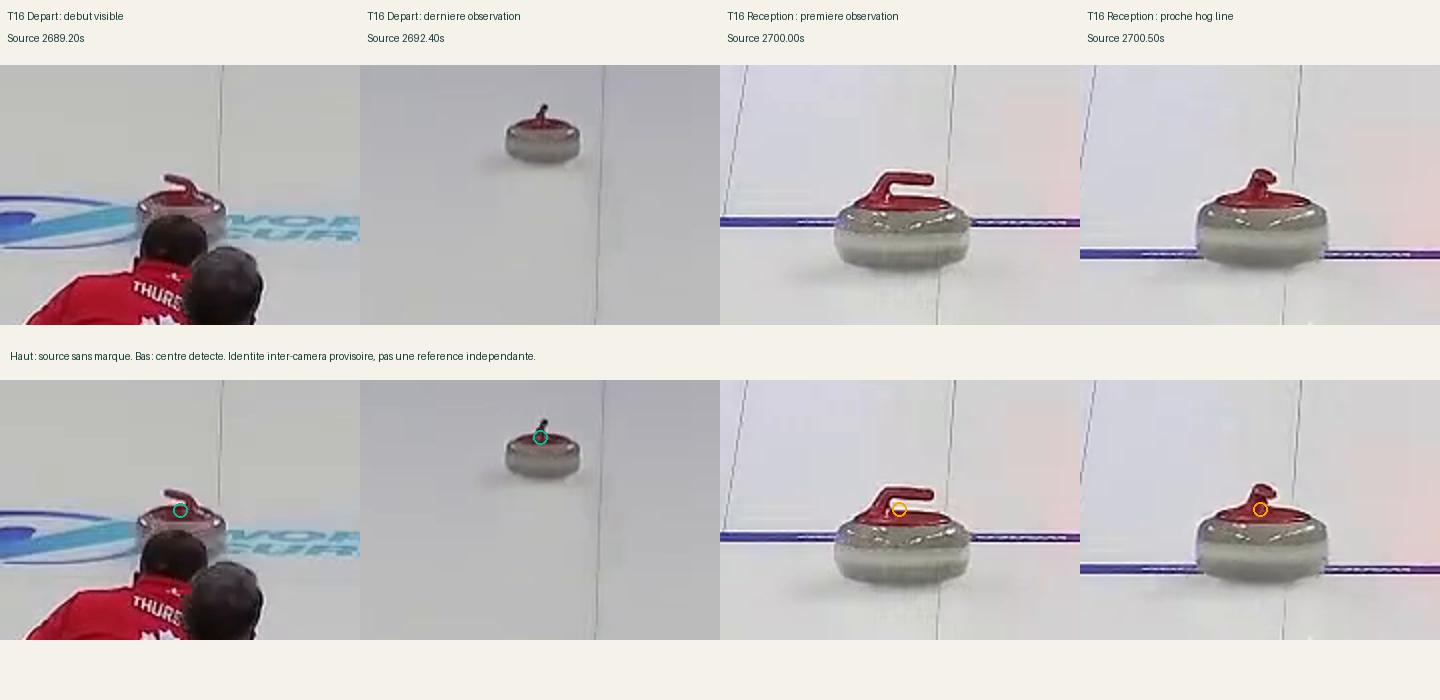 T16 Depart : debut visible
Source 2689.20s
T16 Depart : derniere observation
Source 2692.40s
T16 Reception : premiere observation
Source 2700.00s
T16 Reception : proche hog line
Source 2700.50s
THURS
Haut : source sans marque. Bas : centre detecte. Identite inter-camera provisoire, pas une reference independante.
THURS